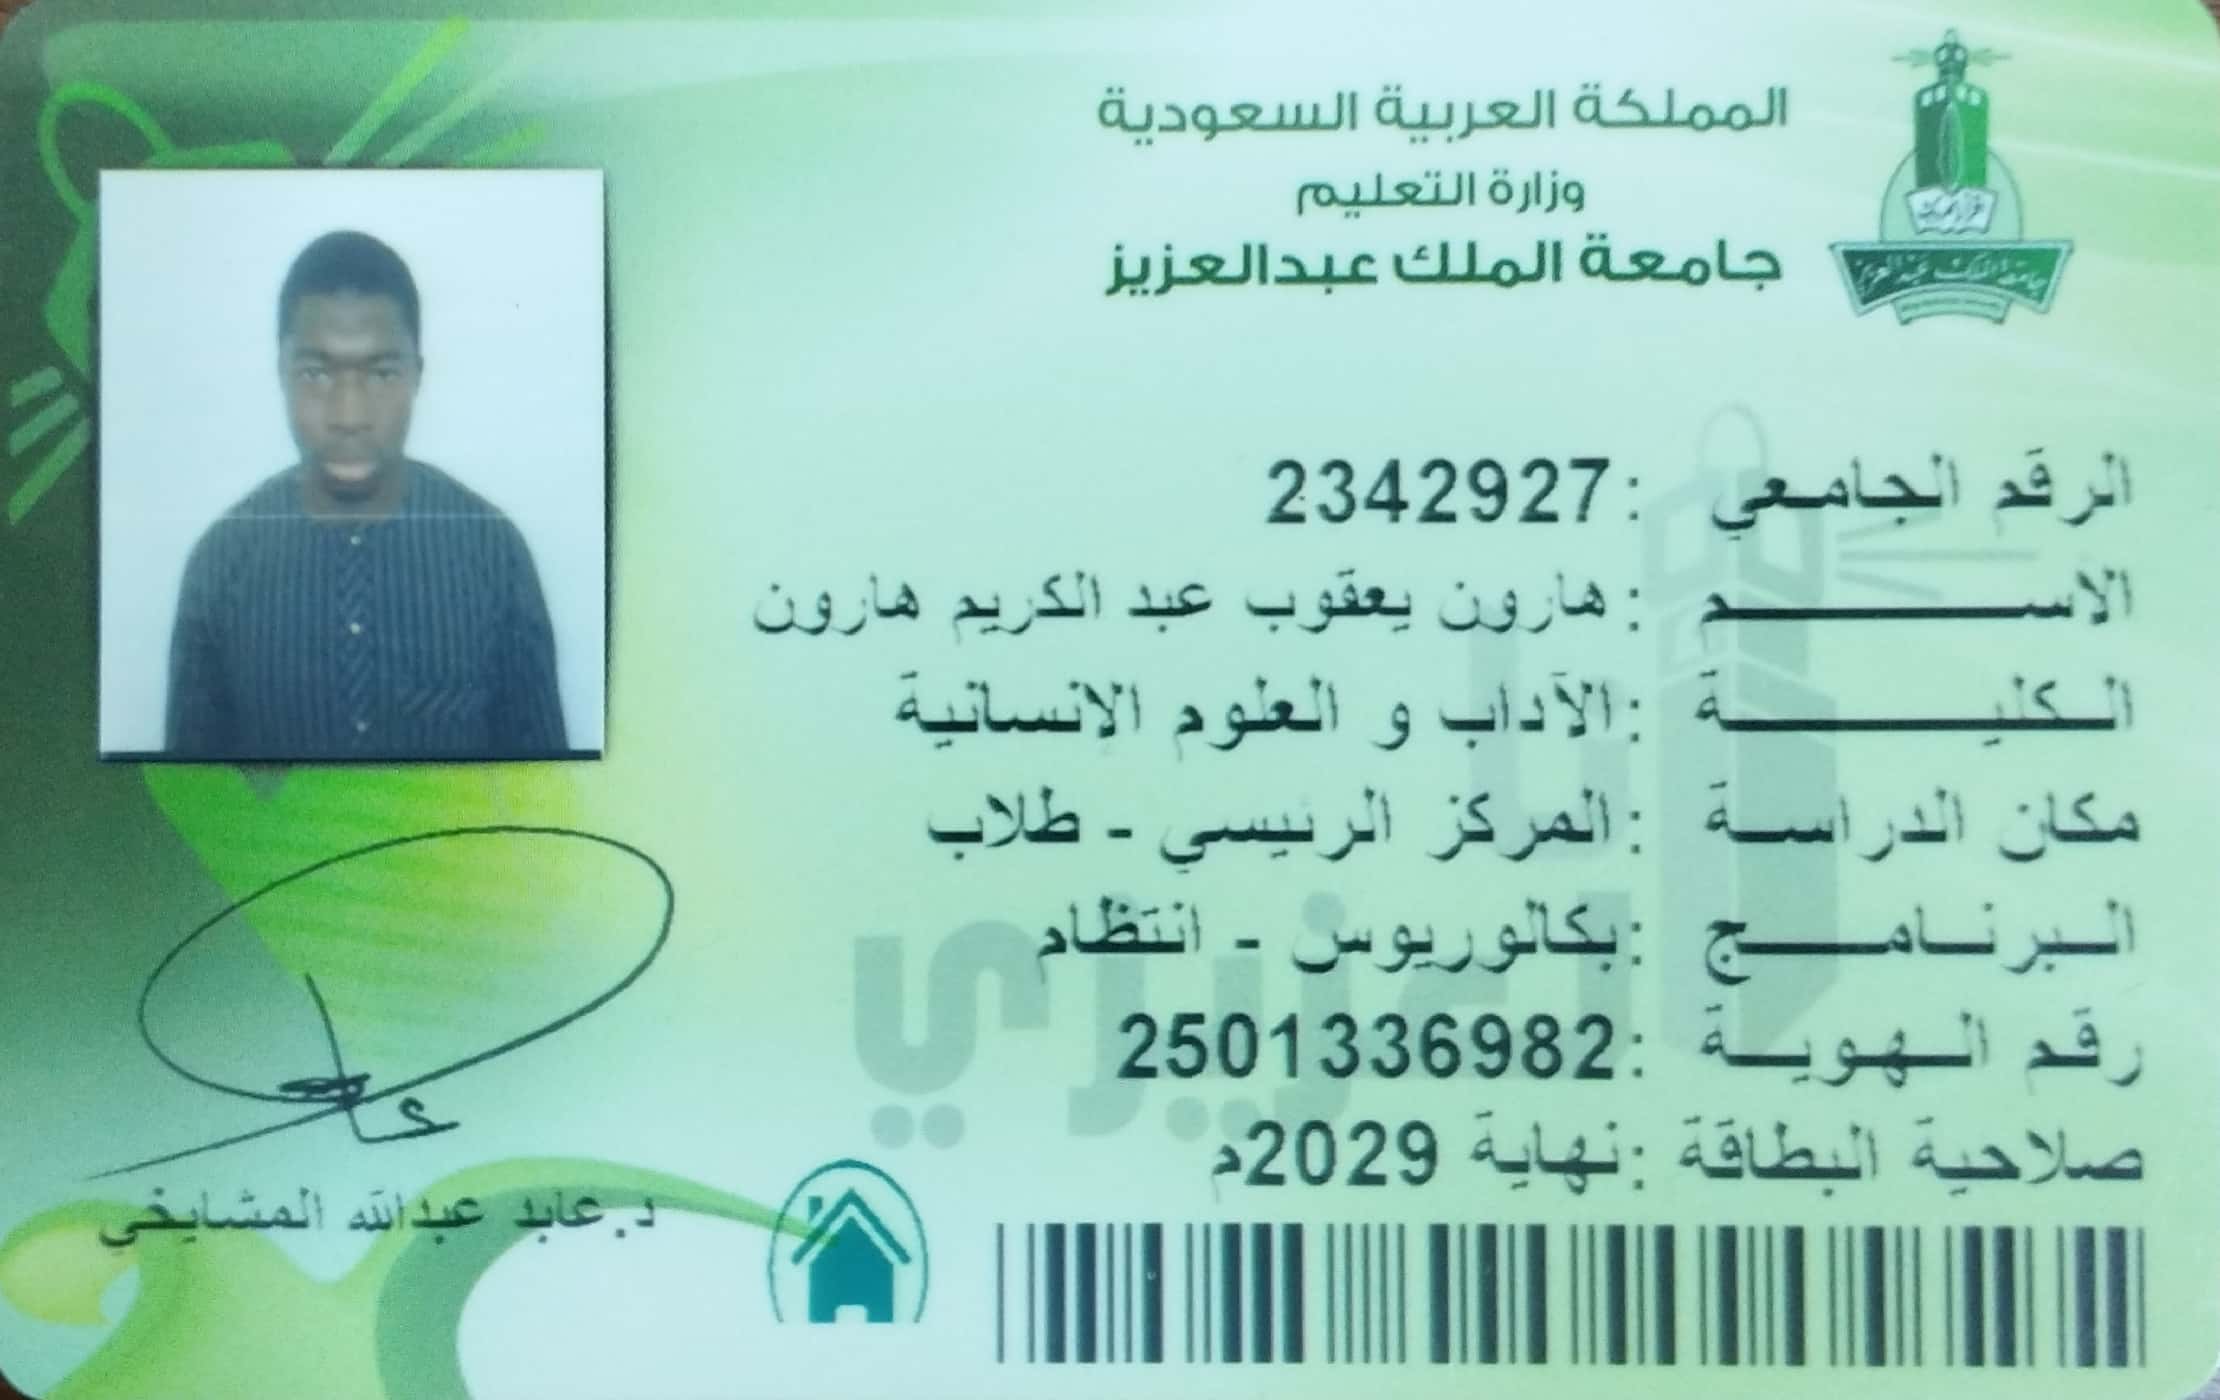 المملكة العربية السعودية
وزارة التعليم
جامعة الملك عبدالعزيز
جامعة الملك عبدالعزيز
الرقم الجامعي : 2342927
الاسم : هارون يعقوب عبد الكريم هارون
الكلية : الآداب و العلوم الإنسانية
مكان الدراسة : المركز الرئيسي - طلاب
البرنامج : بكالوريوس - انتظام
رقم الهوية : 2501336982
صلاحية البطاقة : نهاية 2029م
د. عابد عبدالله المشايخي